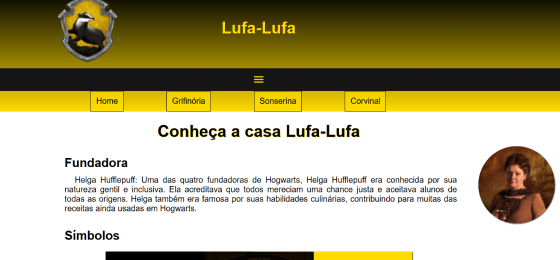 Lufa-Lufa
Home Grifinória Sonserina Corvinal
Conheça a casa Lufa-Lufa
Fundadora
Helga Hufflepuff: Uma das quatro fundadoras de Hogwarts, Helga Hufflepuff era conhecida por sua
natureza gentil e inclusiva. Ela acreditava que todos mereciam uma chance justa e aceitava alunos de
todas as origens. Helga também era famosa por suas habilidades culinárias, contribuindo para muitas das
receitas ainda usadas em Hogwarts.
Símbolos